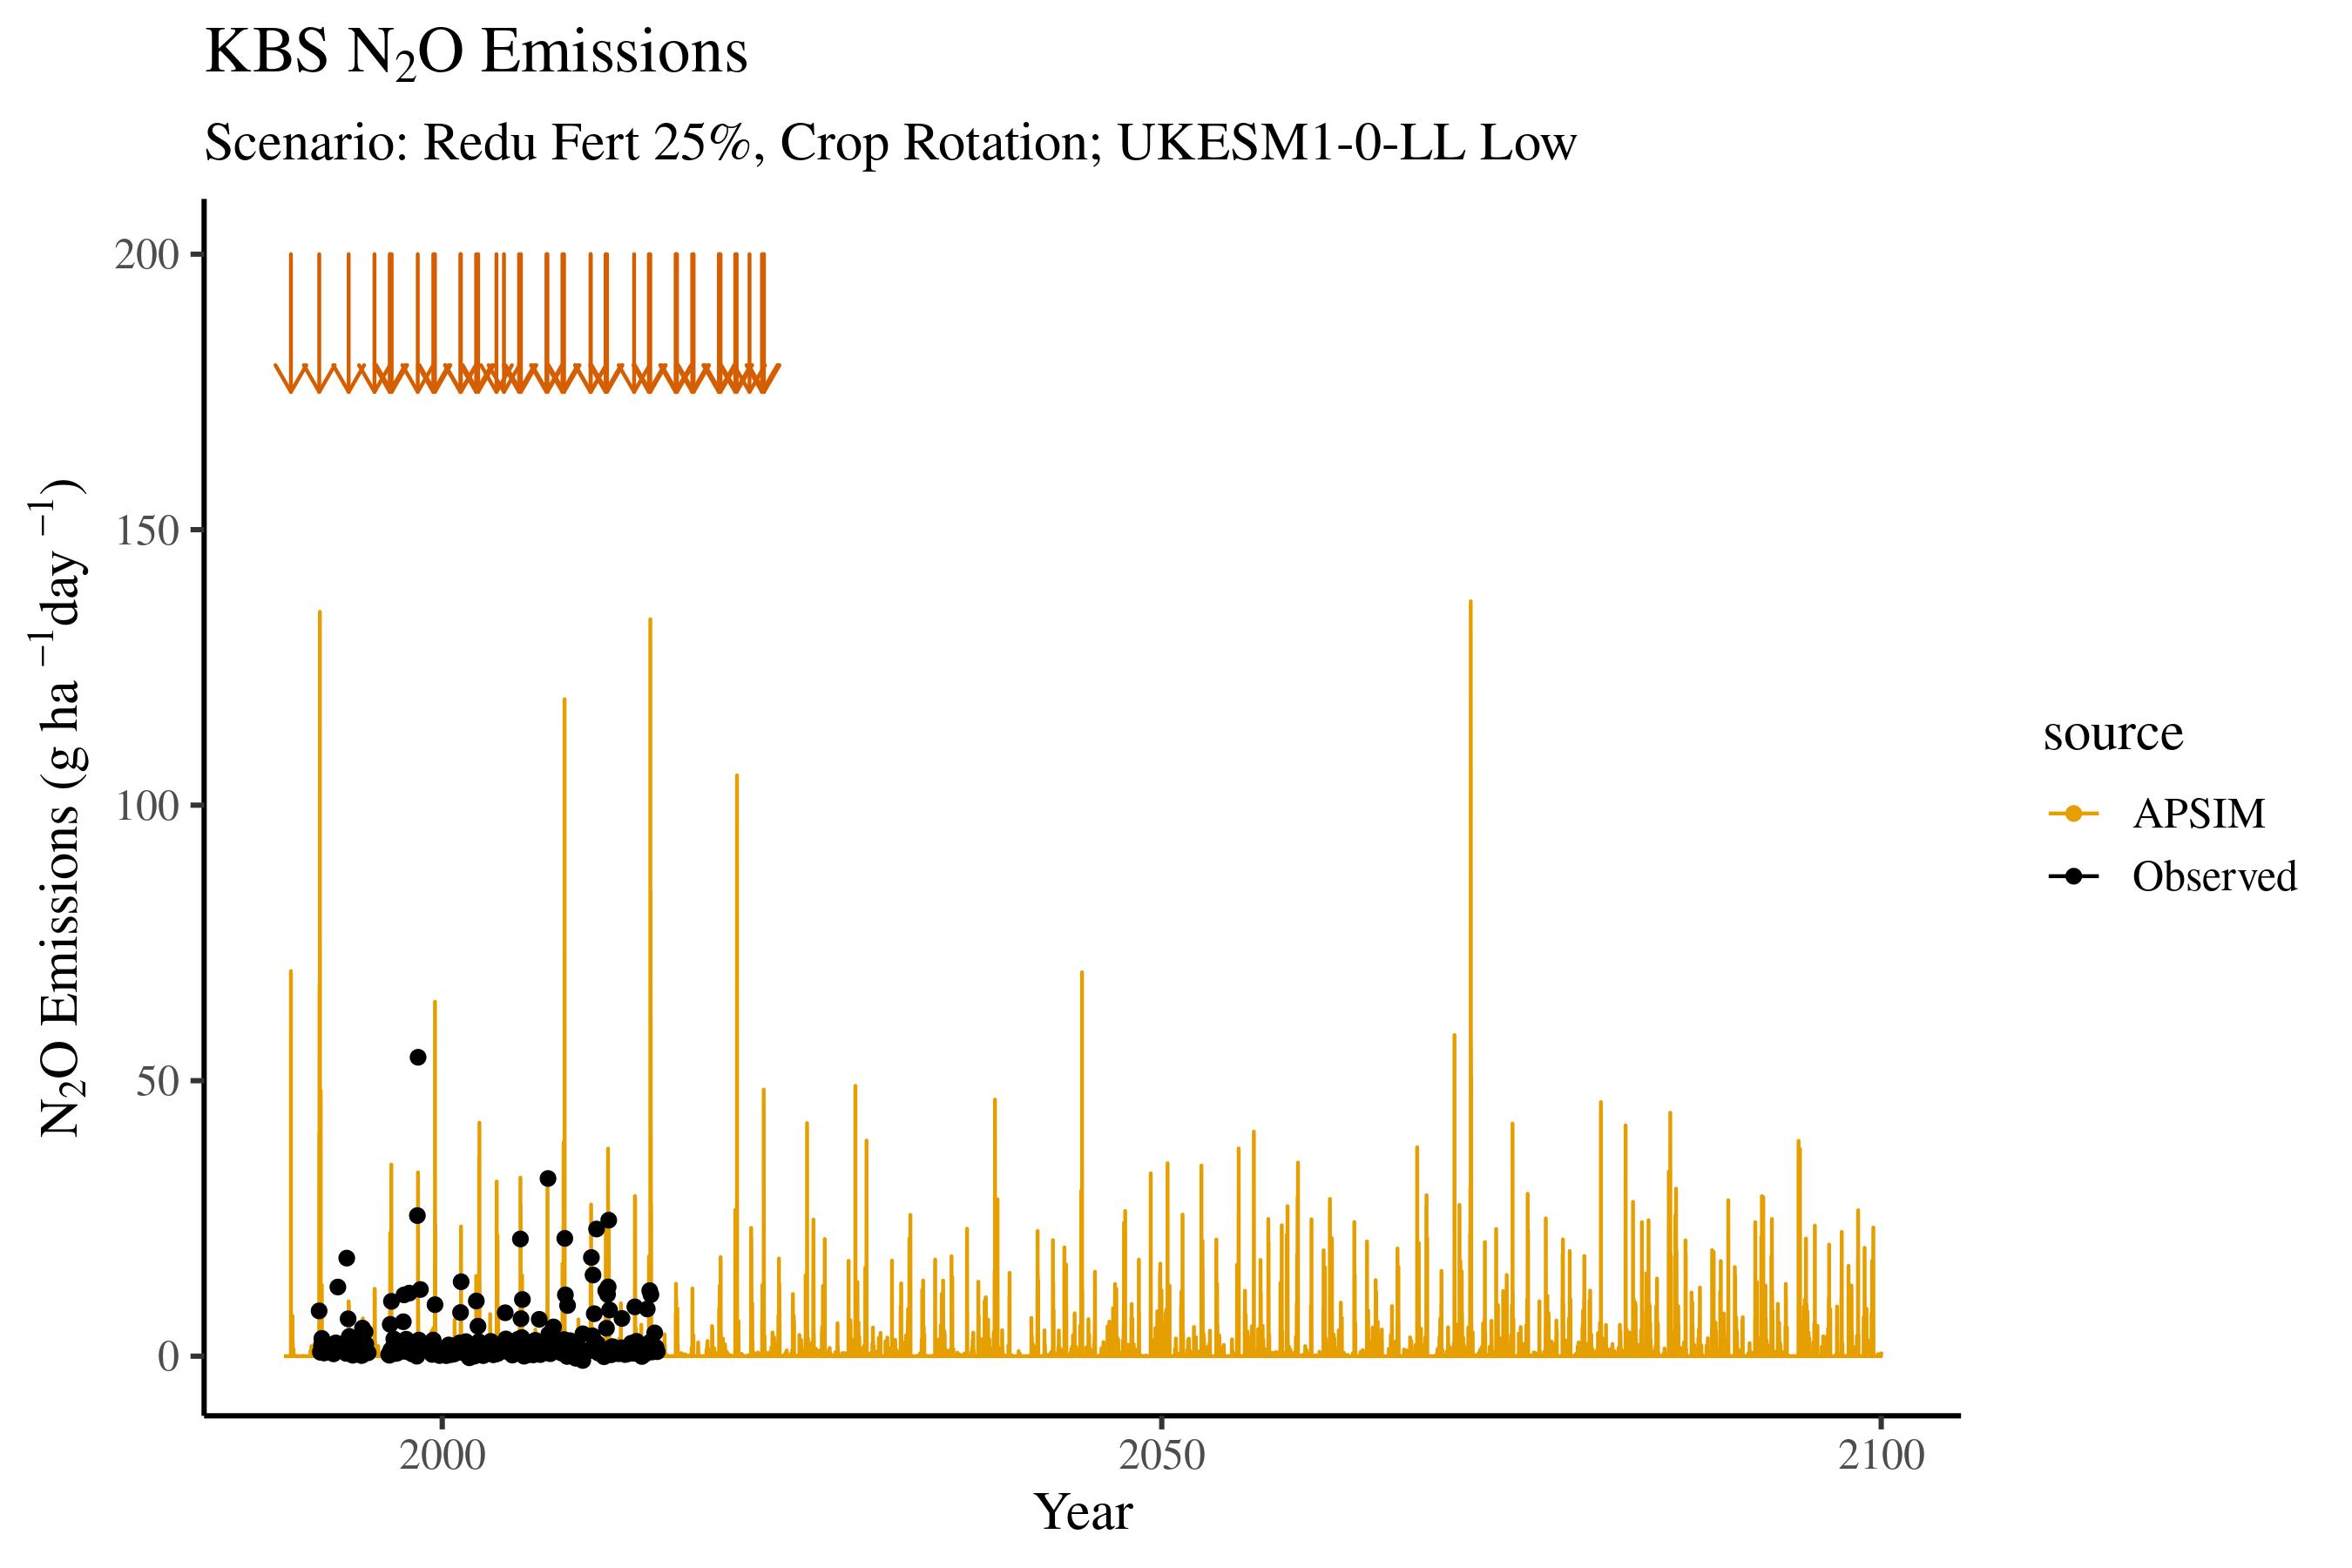 KBS N₂O Emissions
Scenario: Redu Fert 25%, Crop Rotation; UKESM1-0-LL Low
N₂O Emissions (g ha ⁻¹day ⁻¹)
200
150
100
50
0
2000
2050
2100
Year
source
APSIM
Observed